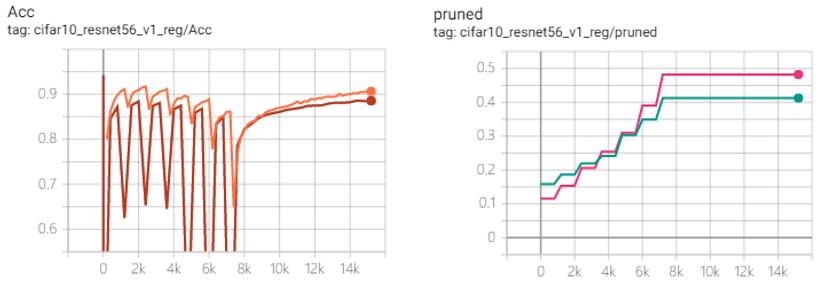 Acc
tag: cifar10_resnet56_v1_reg/Acc
0.9
0.8
0.7
0.6
0 2k 4k 6k 8k 10k 12k 14k
pruned
tag: cifar10_resnet56_v1_reg/pruned
0.5
0.4
0.3
0.2
0.1
0
0 2k 4k 6k 8k 10k 12k 14k